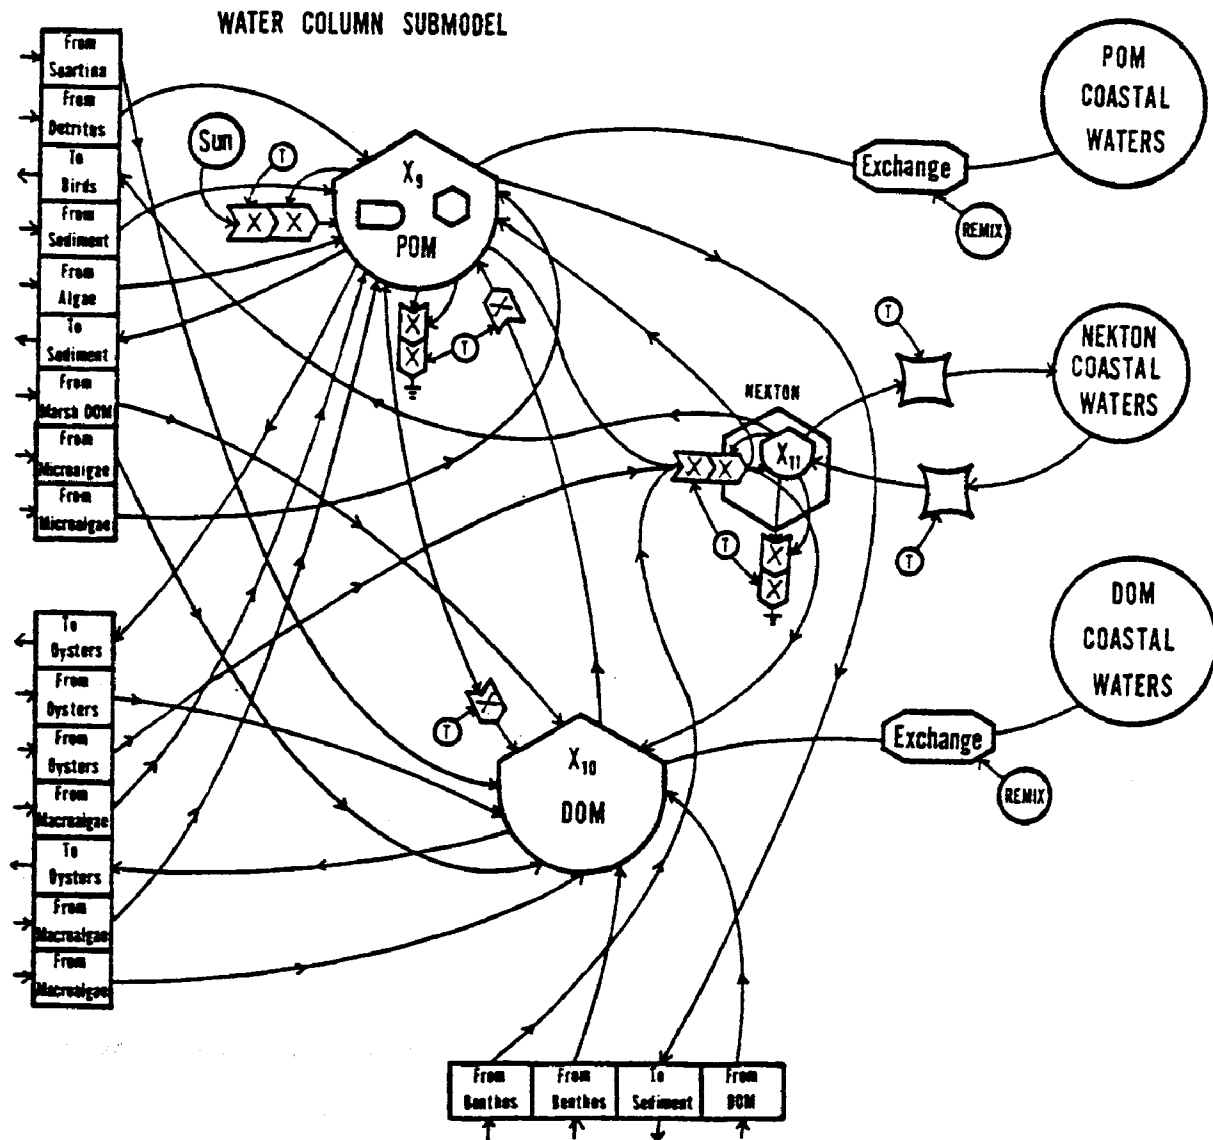 WATER COLUMN SUBMODEL
From
Spartina
From
Detritus
To
Birds
From
Sediment
From
Algae
To
Sediment
From
Marsh DOM
From
Microalgae
From
Microalgae
Sun
T
X
X
X9
POM
X
X
T
X
POM
COASTAL
WATERS
Exchange
REMIX
T
NEKTON
COASTAL
WATERS
T
NEKTON
X11
X
X
T
X
X
To
Oysters
From
Oysters
From
Oysters
From
Macroalgae
To
Oysters
From
Macroalgae
From
Macroalgae
T
X
X10
DOM
DOM
COASTAL
WATERS
Exchange
REMIX
From
Benthos
From
Benthos
To
Sediment
From
DOM